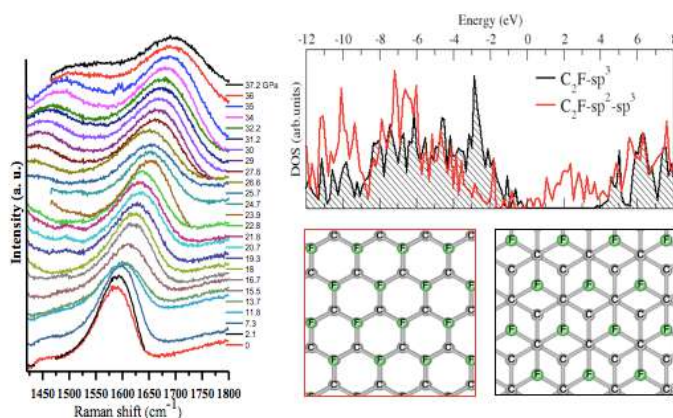 Intensity (a. u.)
37.2 GPa
36
35
34
32.2
31.2
30
29
27.8
26.6
25.7
24.7
23.9
22.8
21.8
20.7
19.3
18
16.7
15.5
13.7
11.8
7.3
2.1
0
1450 1500 1550 1600 1650 1700 1750 1800
Raman shift (cm⁻¹)
Energy (eV)
-12 -10 -8 -6 -4 -2 0 2 4 6 8
DOS (arb.units)
C₂F-sp³
C₂F-sp²-sp³